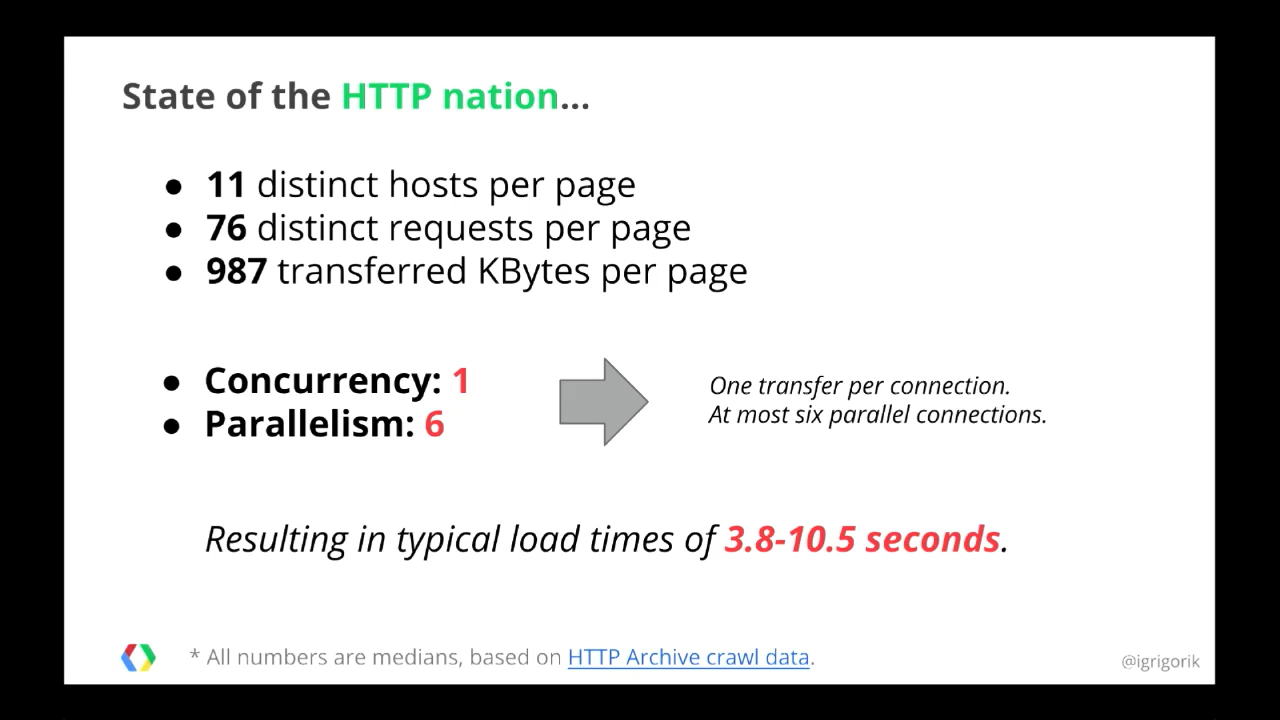 State of the HTTP nation...
● 11 distinct hosts per page
● 76 distinct requests per page
● 987 transferred KBytes per page
● Concurrency: 1
● Parallelism: 6
One transfer per connection.
At most six parallel connections.
Resulting in typical load times of 3.8-10.5 seconds.
* All numbers are medians, based on HTTP Archive crawl data.
@igrigorik